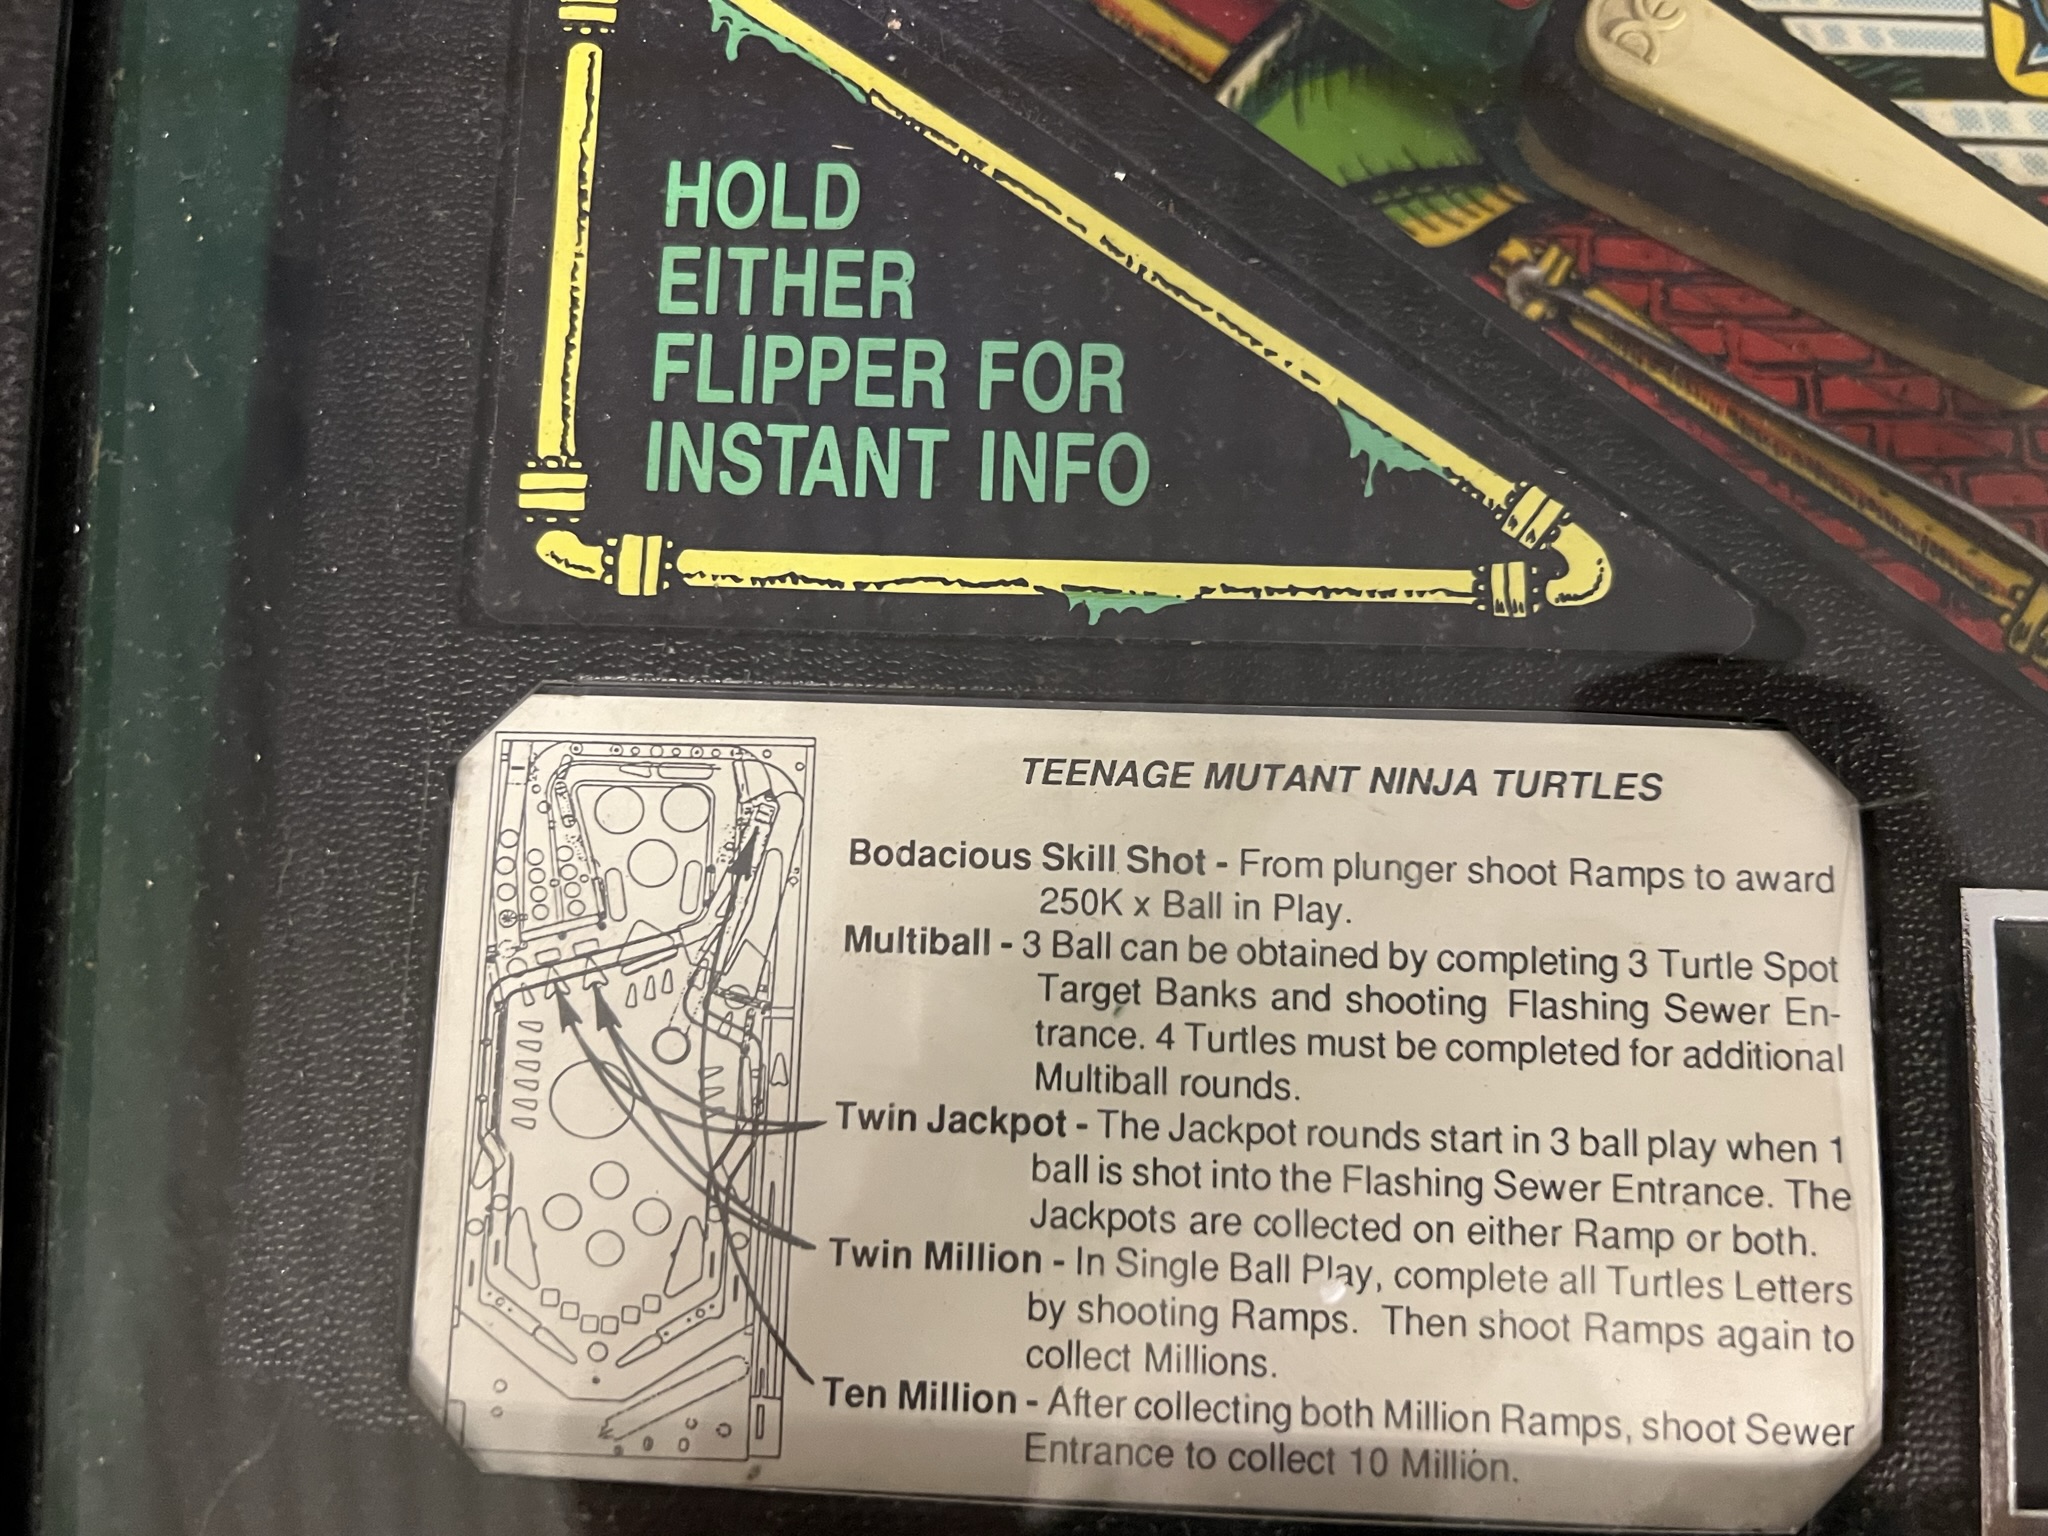 DE
HOLD
EITHER
FLIPPER FOR
INSTANT INFO
TEENAGE MUTANT NINJA TURTLES
Bodacious Skill Shot - From plunger shoot Ramps to award
250K x Ball in Play.
Multiball - 3 Ball can be obtained by completing 3 Turtle Spot
Target Banks and shooting Flashing Sewer En-
trance. 4 Turtles must be completed for additional
Multiball rounds.
Twin Jackpot - The Jackpot rounds start in 3 ball play when 1
ball is shot into the Flashing Sewer Entrance. The
Jackpots are collected on either Ramp or both.
Twin Million - In Single Ball Play, complete all Turtles Letters
by shooting Ramps. Then shoot Ramps again to
collect Millions.
Ten Million - After collecting both Million Ramps, shoot Sewer
Entrance to collect 10 Million.